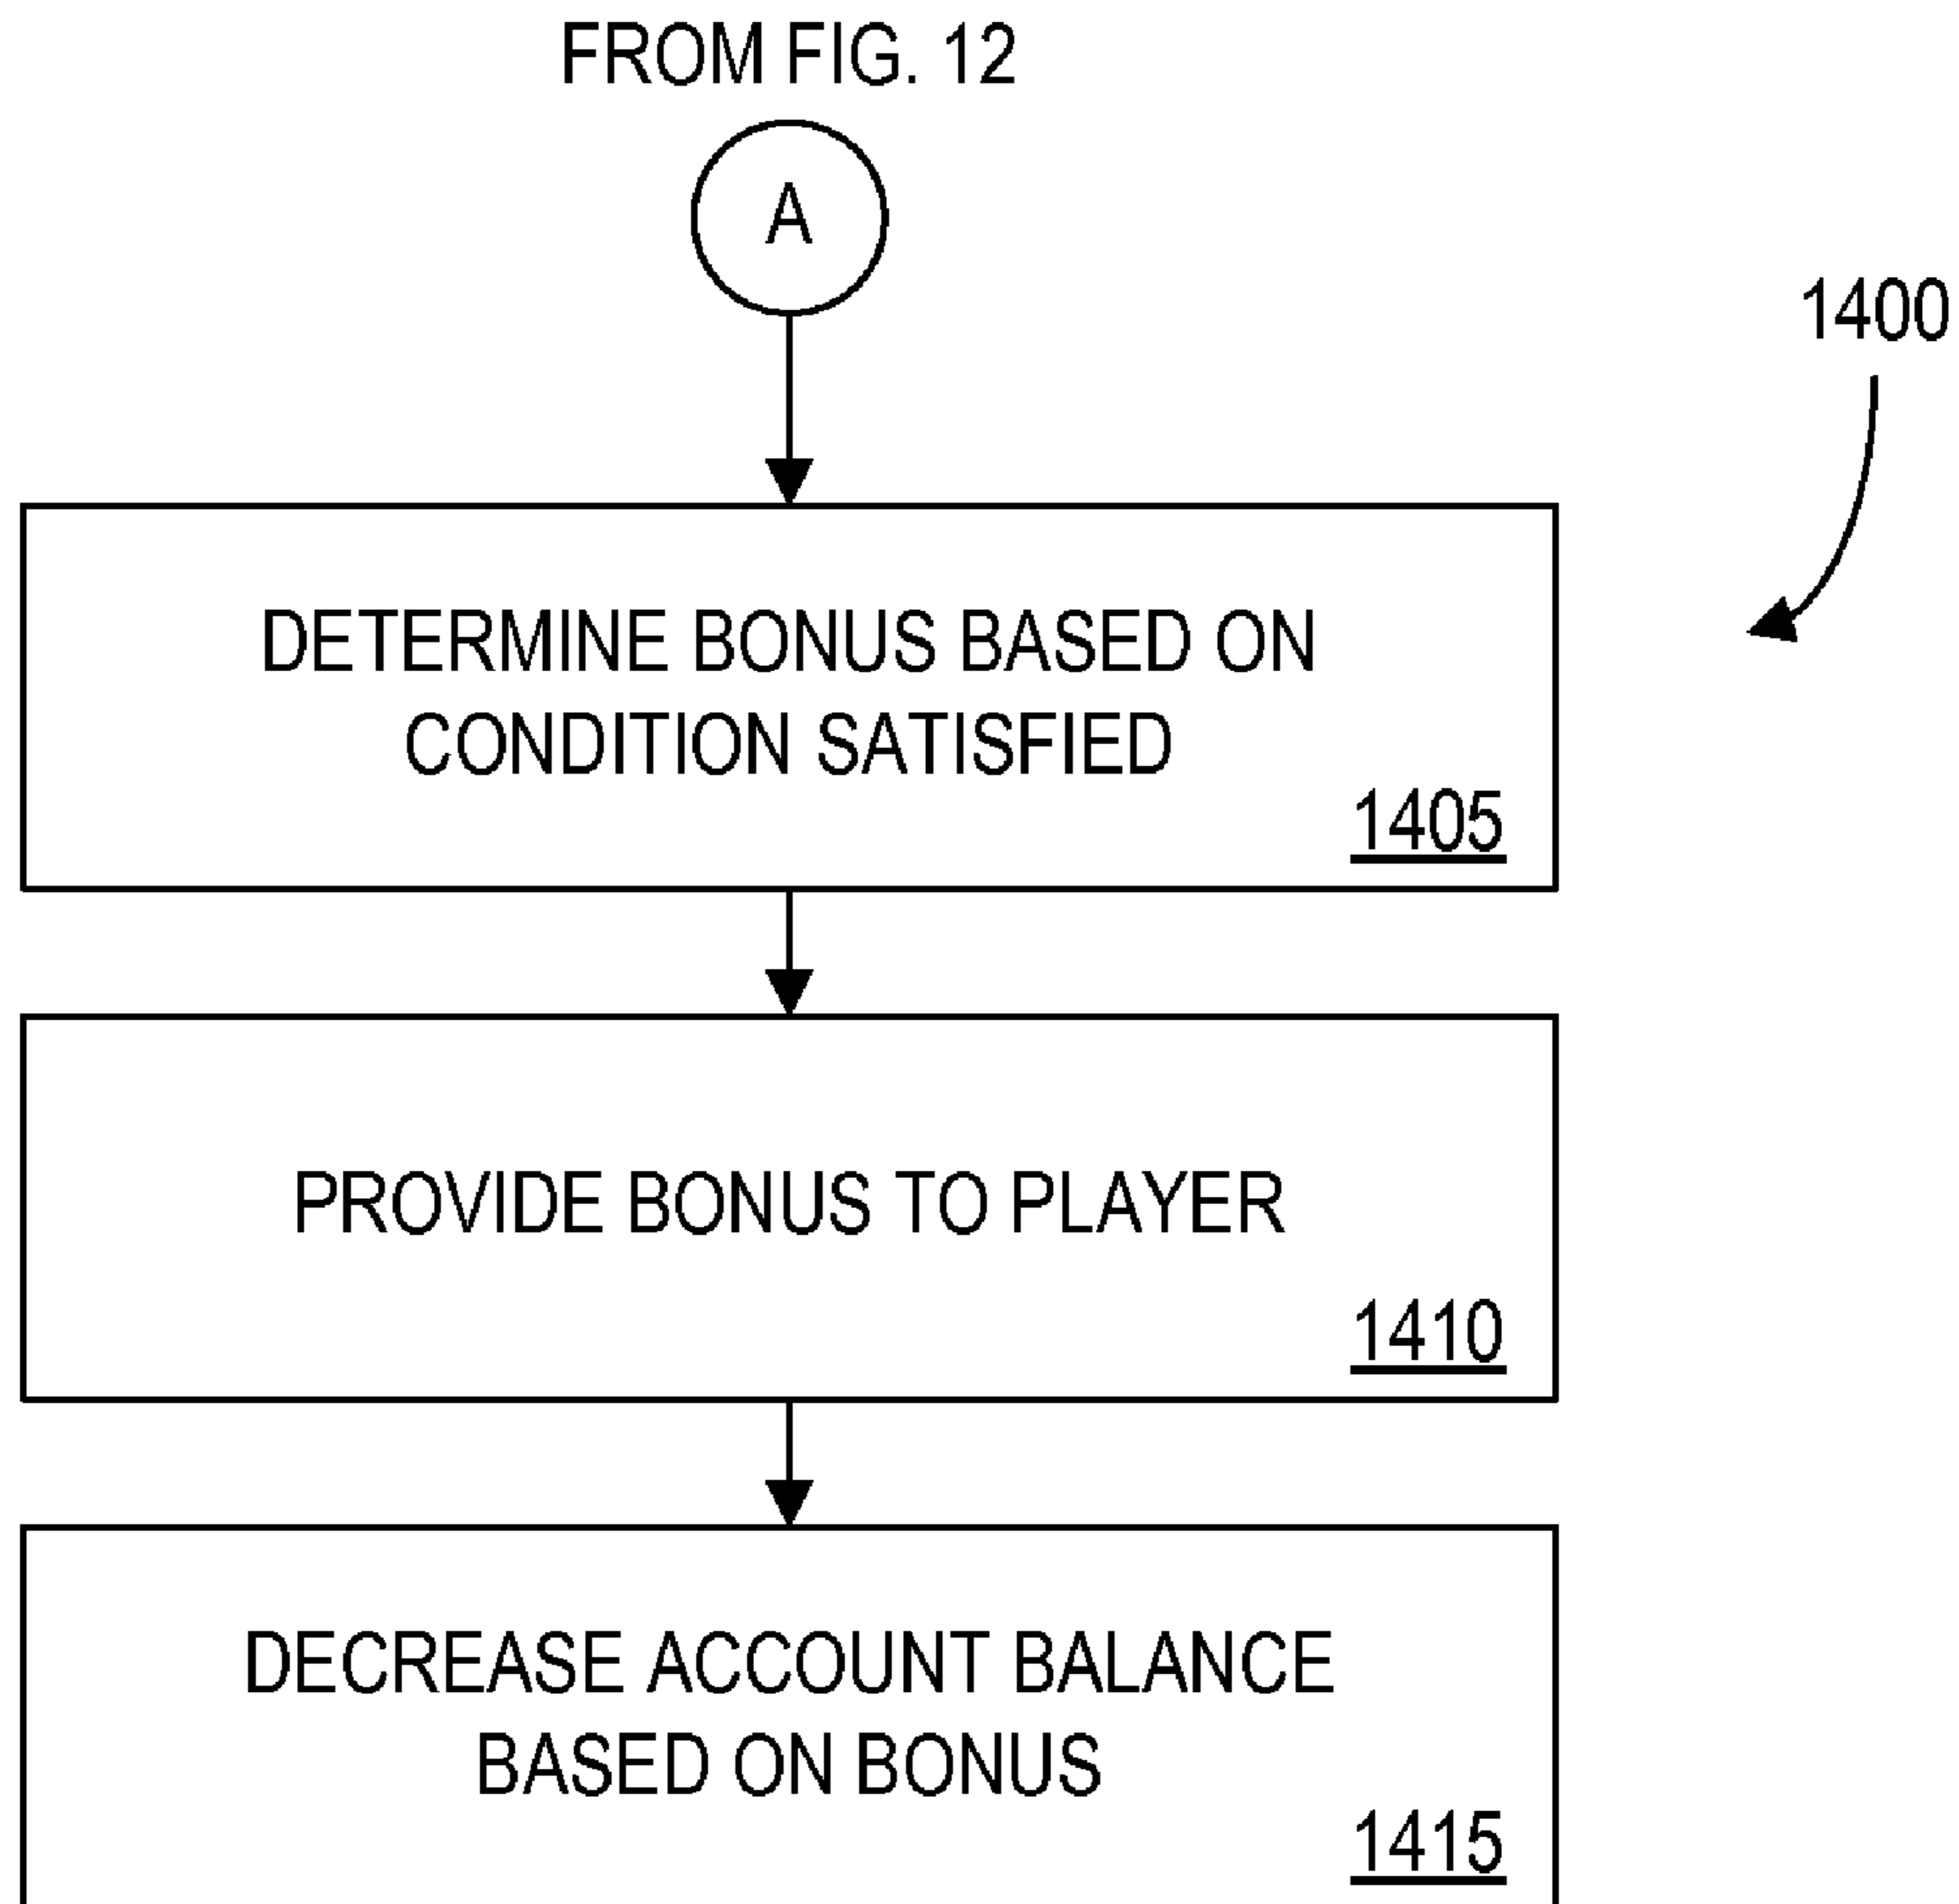 FROM FIG. 12
A
1400
DETERMINE BONUS BASED ON
CONDITION SATISFIED
1405
PROVIDE BONUS TO PLAYER
1410
DECREASE ACCOUNT BALANCE
BASED ON BONUS
1415